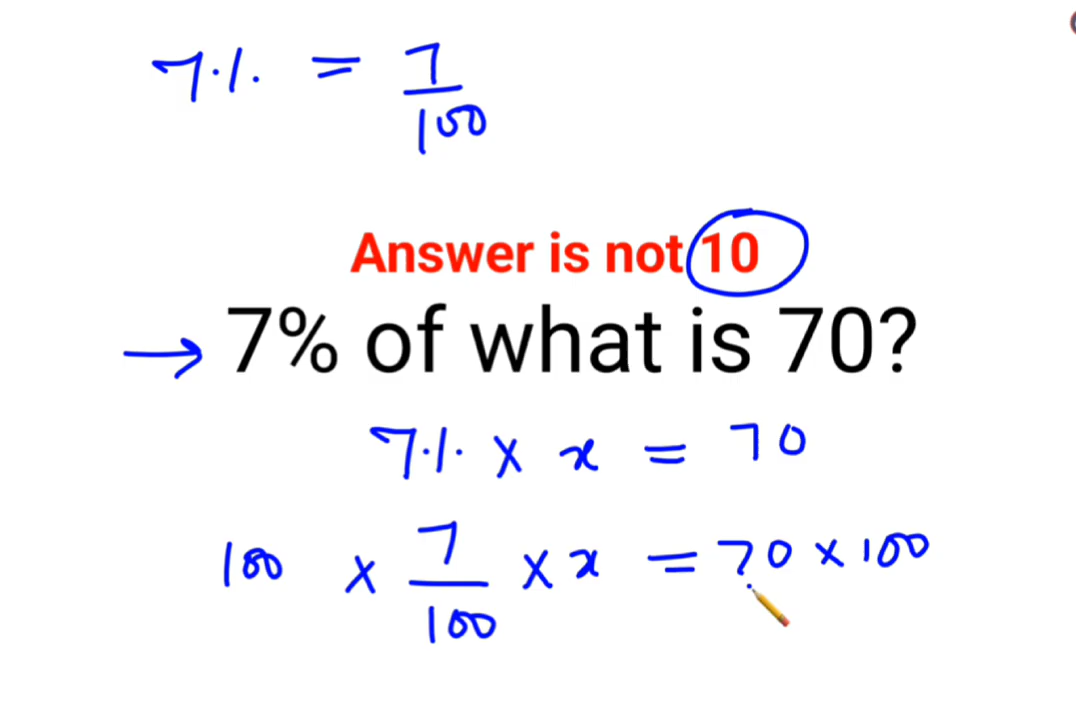 7% = 7/100
Answer is not 10
→ 7% of what is 70?
7% × x = 70
100 × 7/100 × x = 70 × 100